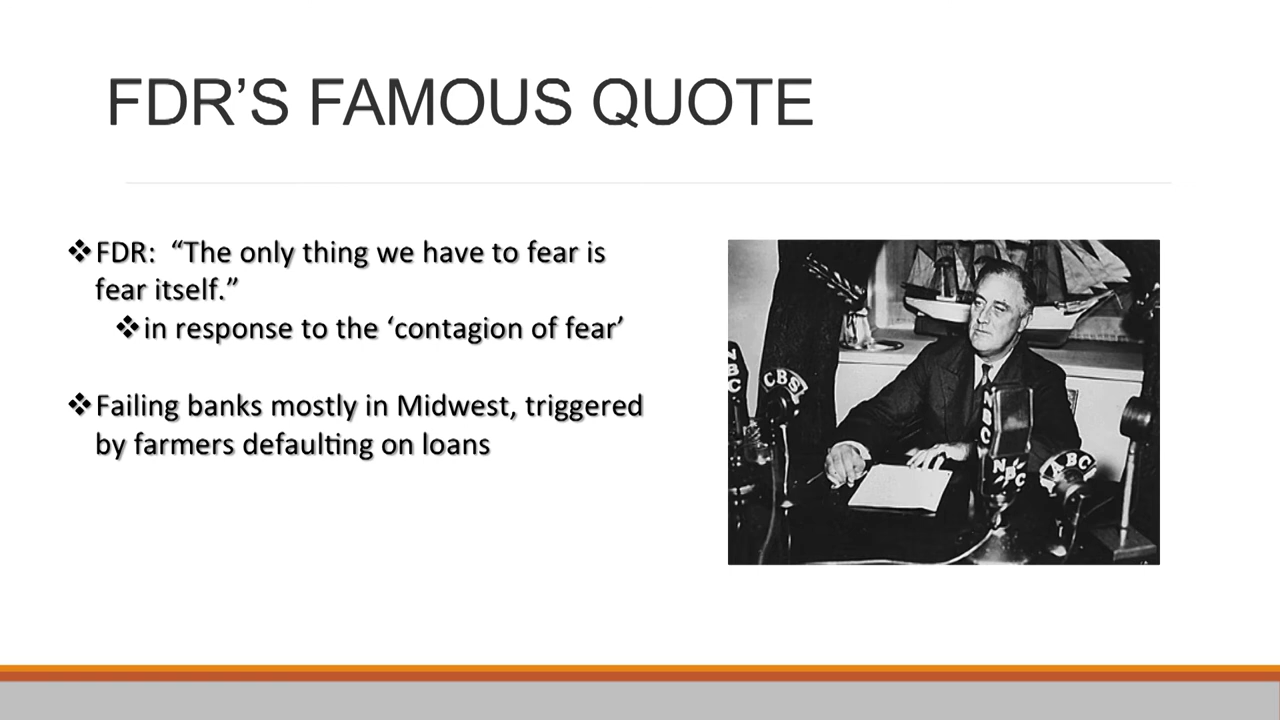 FDR’S FAMOUS QUOTE
❖FDR:  “The only thing we have to fear is
fear itself.”
❖in response to the ‘contagion of fear’
❖Failing banks mostly in Midwest, triggered
by farmers defaulting on loans
NBC
CBS
NBC
NBC
ABC